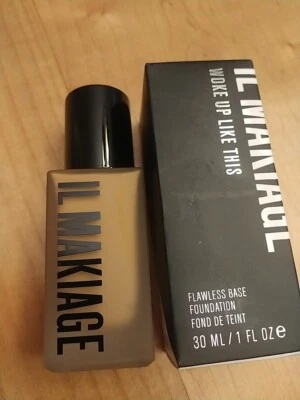 IL MAKIAGE
IL MAKIAGE
WOKE UP LIKE THIS
FLAWLESS BASE
FOUNDATION
FOND DE TEINT
30 ML/1 FL OZ e